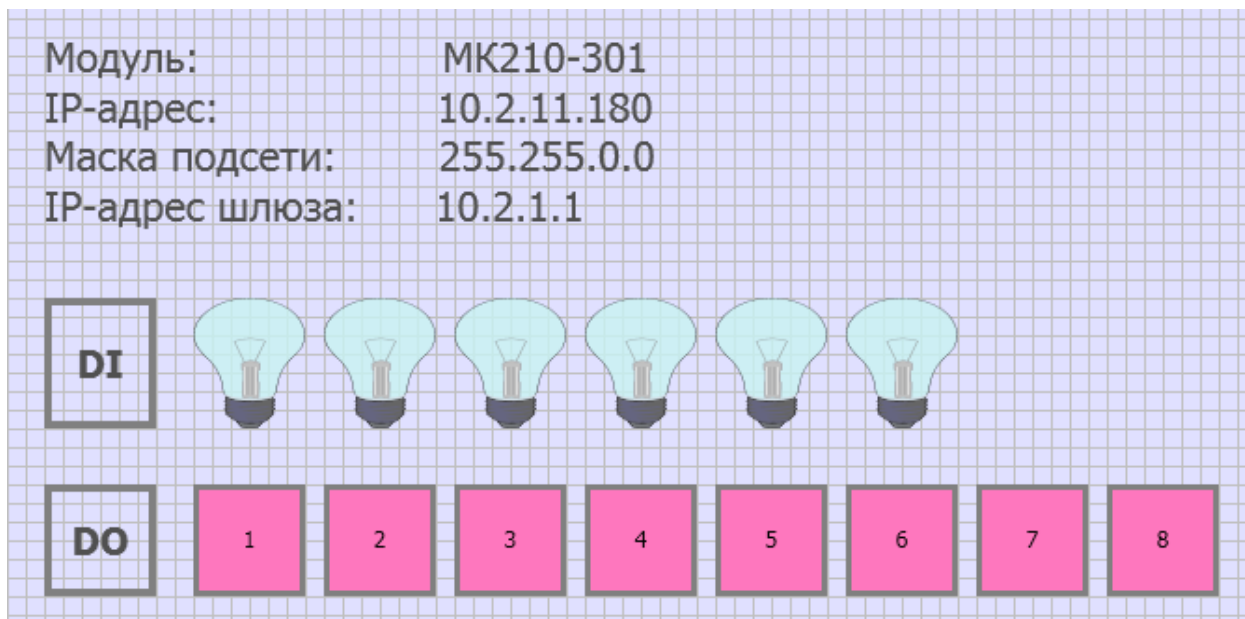 Модуль: МК210-301
IP-адрес: 10.2.11.180
Маска подсети: 255.255.0.0
IP-адрес шлюза: 10.2.1.1
DI
DO 1 2 3 4 5 6 7 8